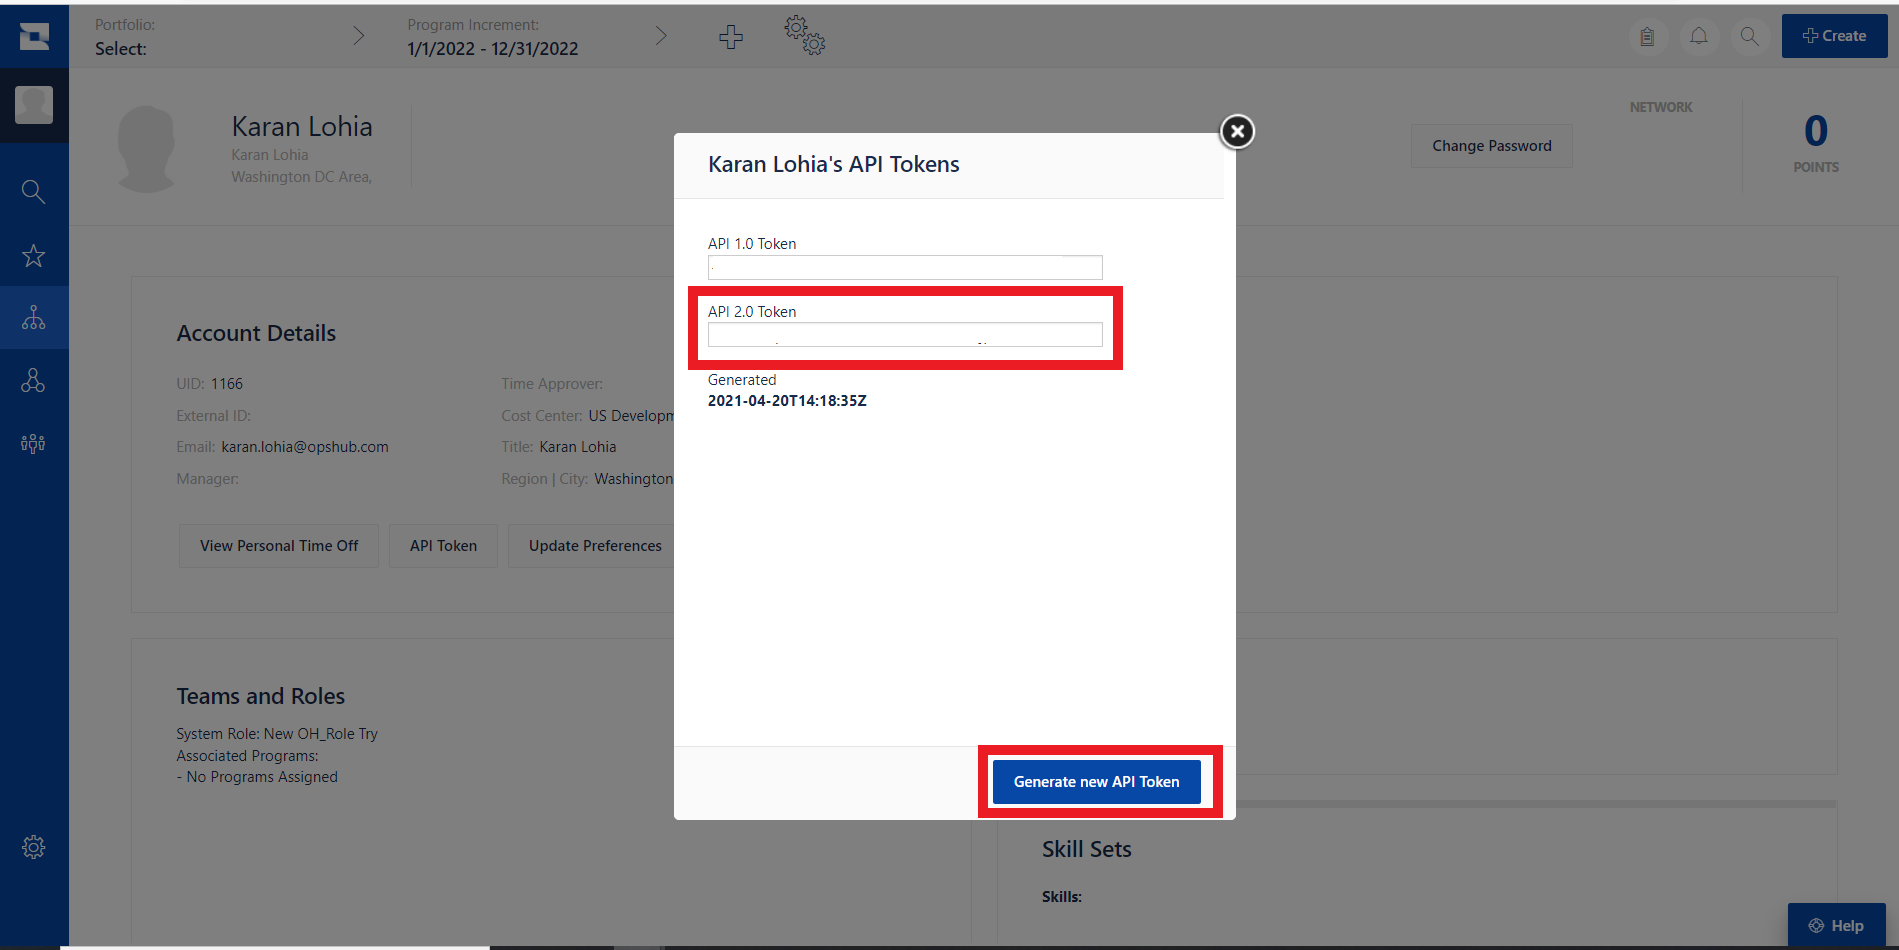 Portfolio:
Select:
Program Increment:
1/1/2022 - 12/31/2022
Create
Karan Lohia
Karan Lohia
Washington DC Area,
Change Password
NETWORK
0
POINTS
Karan Lohia's API Tokens
API 1.0 Token
API 2.0 Token
Generated
2021-04-20T14:18:35Z
Generate new API Token
Account Details
UID: 1166
External ID:
Email: karan.lohia@opshub.com
Manager:
Time Approver:
Cost Center: US Developm
Title: Karan Lohia
Region | City: Washington
View Personal Time Off
API Token
Update Preferences
Teams and Roles
System Role: New OH_Role Try
Associated Programs:
- No Programs Assigned
Skill Sets
Skills:
Help